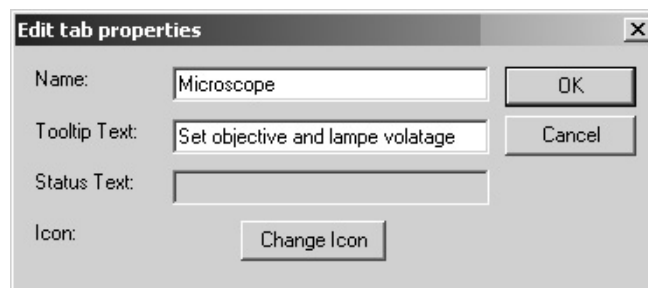 Edit tab properties
Name: Microscope OK
Tooltip Text: Set objective and lampe volatage Cancel
Status Text:
Icon: Change Icon